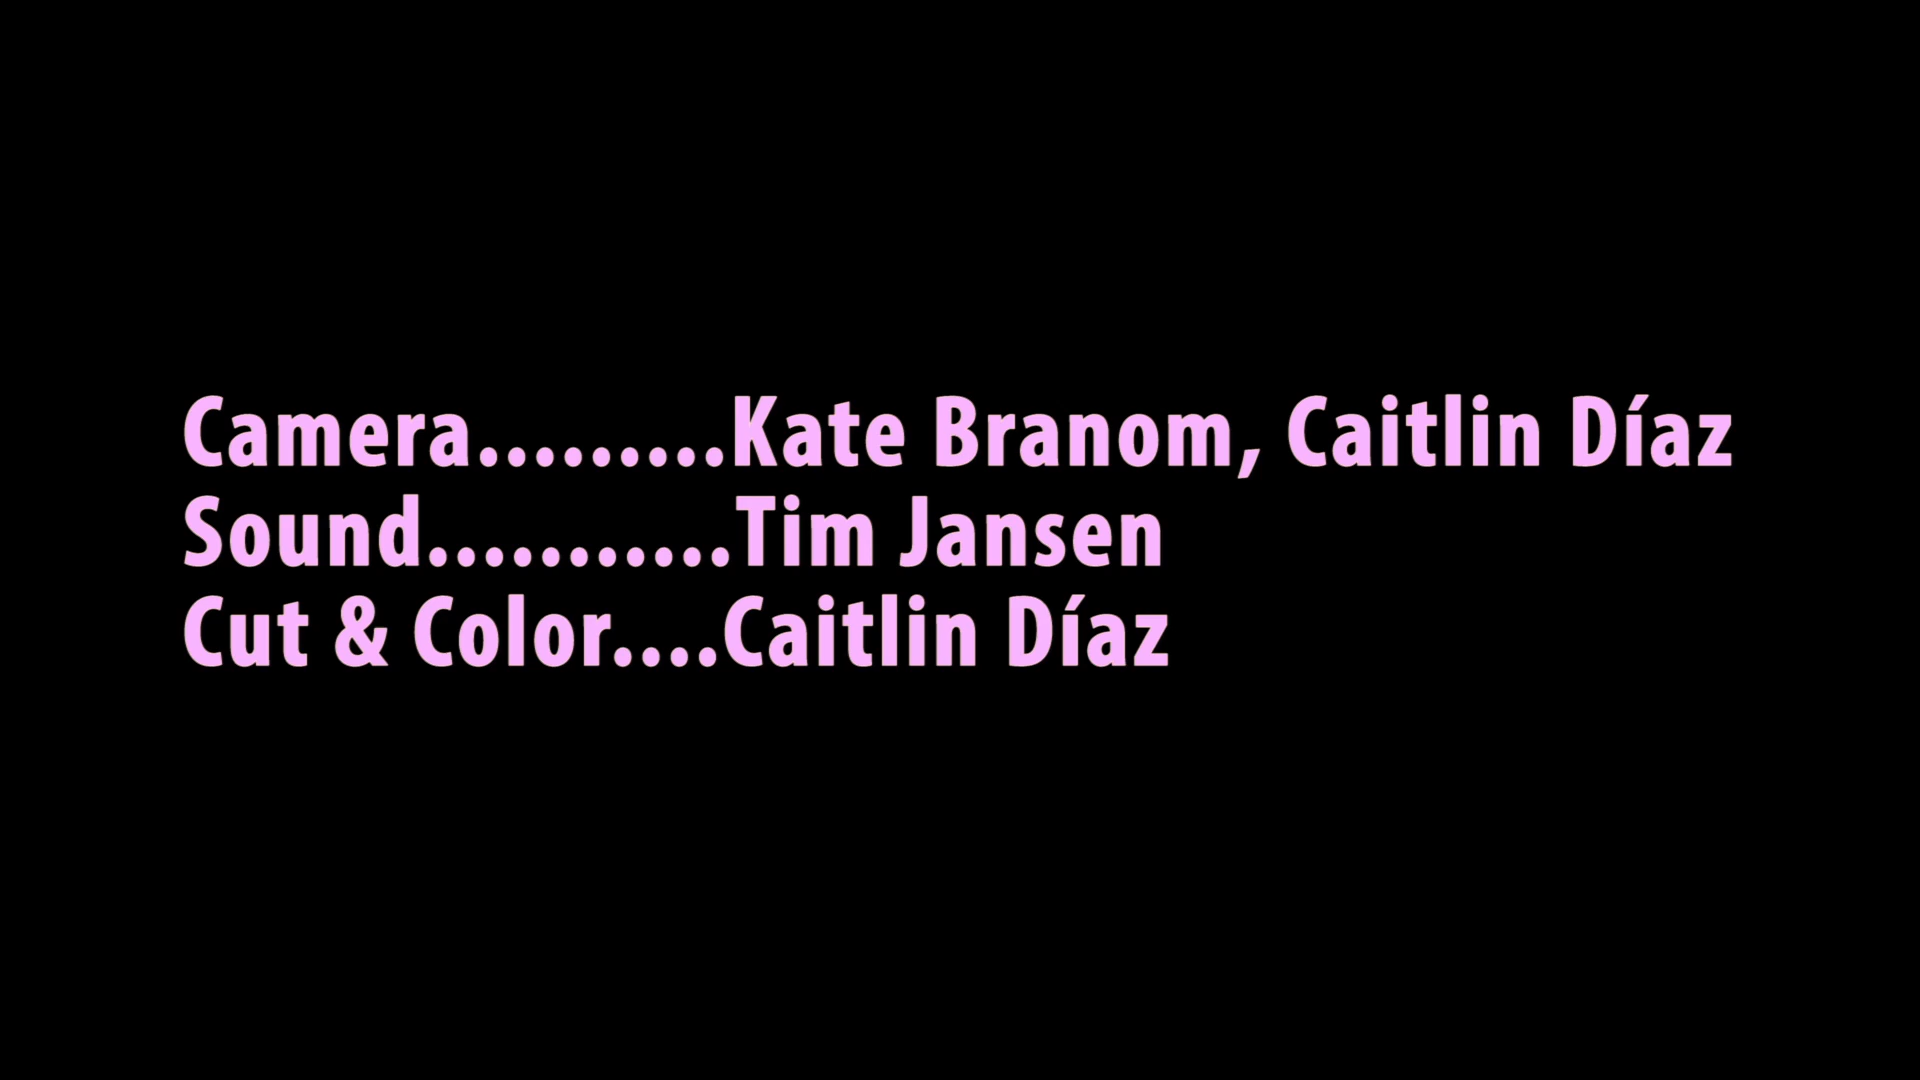 Camera.........Kate Branom, Caitlin Díaz
Sound...........Tim Jansen
Cut & Color....Caitlin Díaz